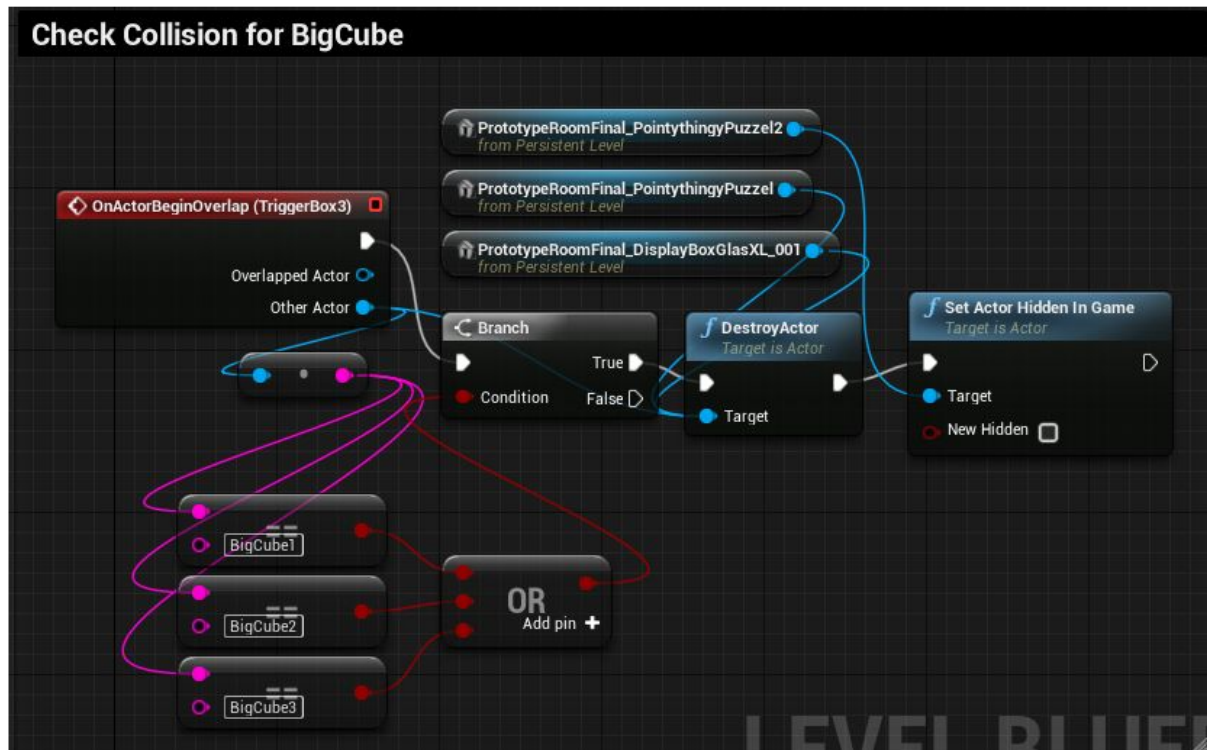 Check Collision for BigCube
PrototypeRoomFinal_PointythingyPuzzel2
from Persistent Level
PrototypeRoomFinal_PointythingyPuzzel
from Persistent Level
OnActorBeginOverlap (TriggerBox3)
PrototypeRoomFinal_DisplayBoxGlasXL_001
from Persistent Level
Overlapped Actor
Other Actor
Branch
True
Condition
False
DestroyActor
Target is Actor
Target
Set Actor Hidden In Game
Target is Actor
Target
New Hidden
==
BigCube1
==
BigCube2
==
BigCube3
OR
Add pin
LEVEL